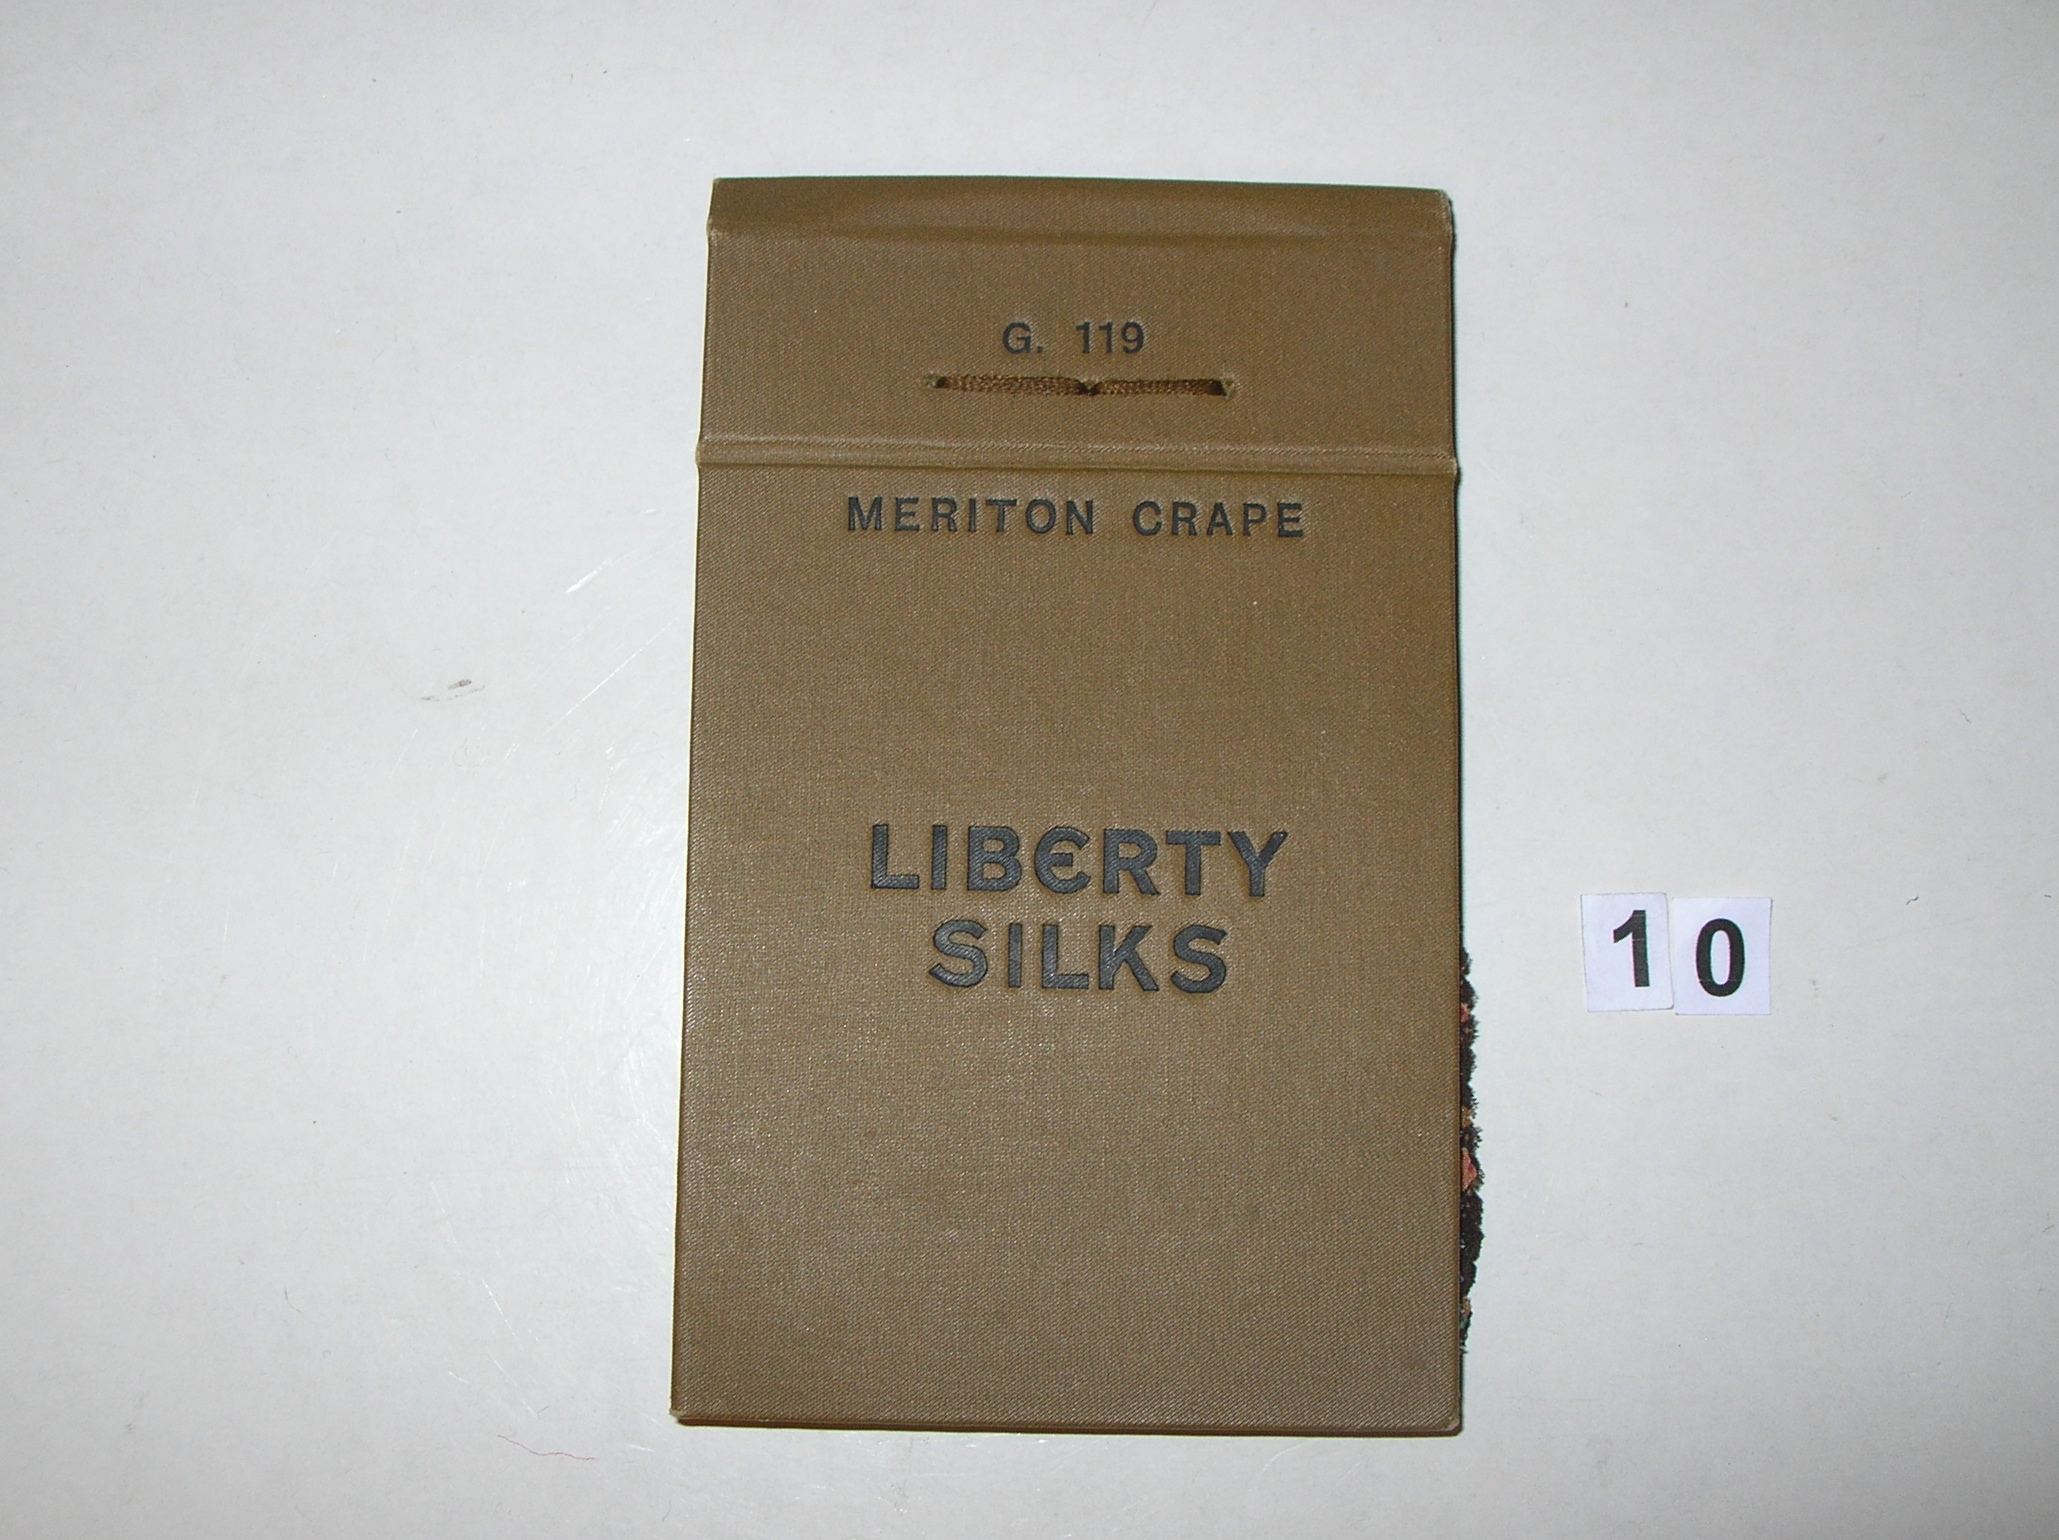 G. 119
MERITON CRAPE
LIBERTY
SILKS
10